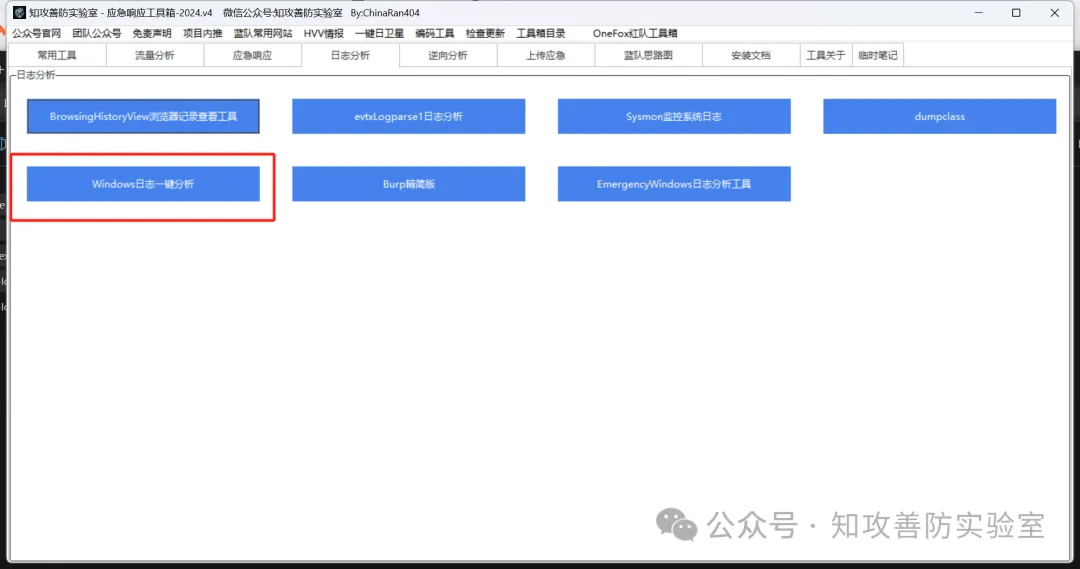 知攻善防实验室 - 应急响应工具箱-2024.v4 微信公众号:知攻善防实验室 By:ChinaRan404
公众号官网 团队公众号 免责声明 项目内推 蓝队常用网站 HVV情报 一键日卫星 编码工具 检查更新 工具箱目录 OneFox红队工具箱
常用工具 流量分析 应急响应 日志分析 逆向分析 上传应急 蓝队思路图 安装文档 工具关于 临时笔记
日志分析
BrowsingHistoryView浏览器记录查看工具 evtxLogparse1日志分析 Sysmon监控系统日志 dumpclass
Windows日志一键分析 Burp精简版 EmergencyWindows日志分析工具
公众号 · 知攻善防实验室